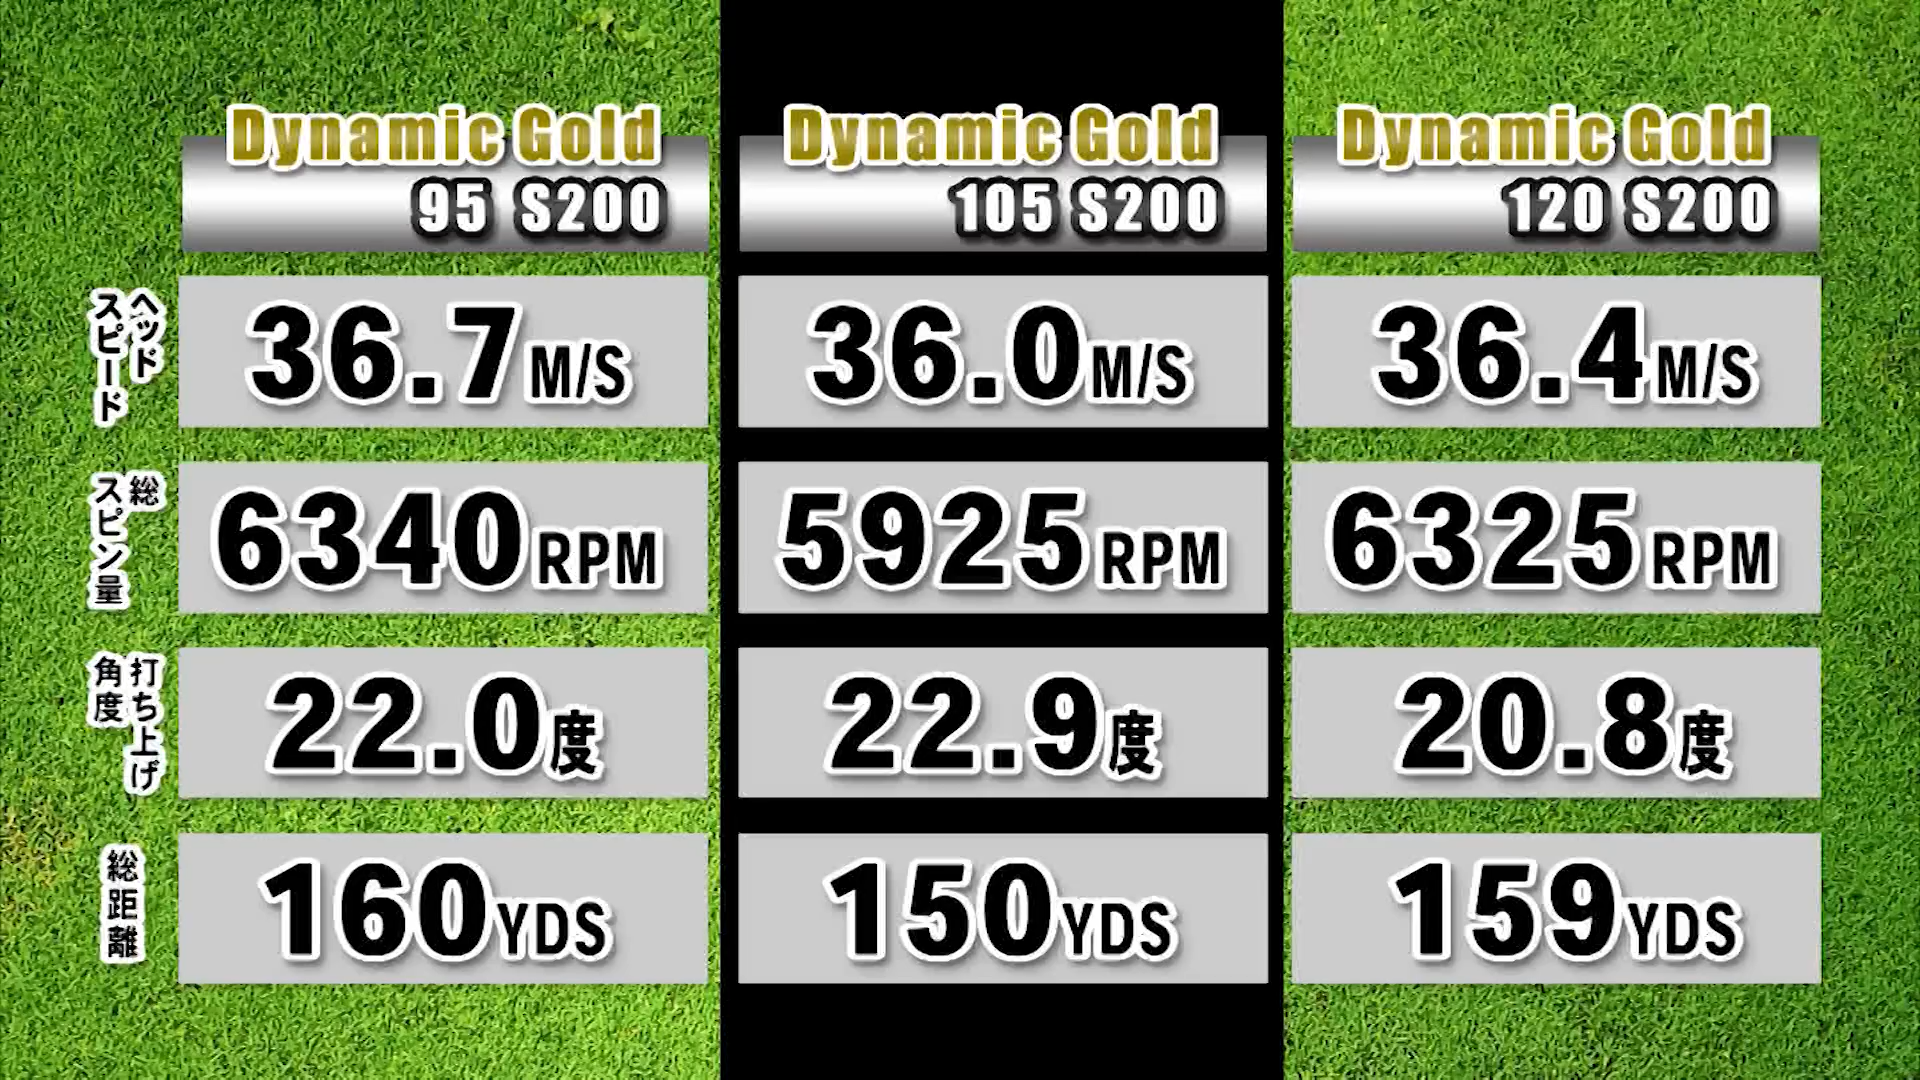 Dynamic Gold
95 S200
Dynamic Gold
105 S200
Dynamic Gold
120 S200
ヘッド
スピード
36.7M/S
36.0M/S
36.4M/S
総
スピン量
6340RPM
5925RPM
6325RPM
打ち上げ
角度
22.0度
22.9度
20.8度
総距離
160YDS
150YDS
159YDS